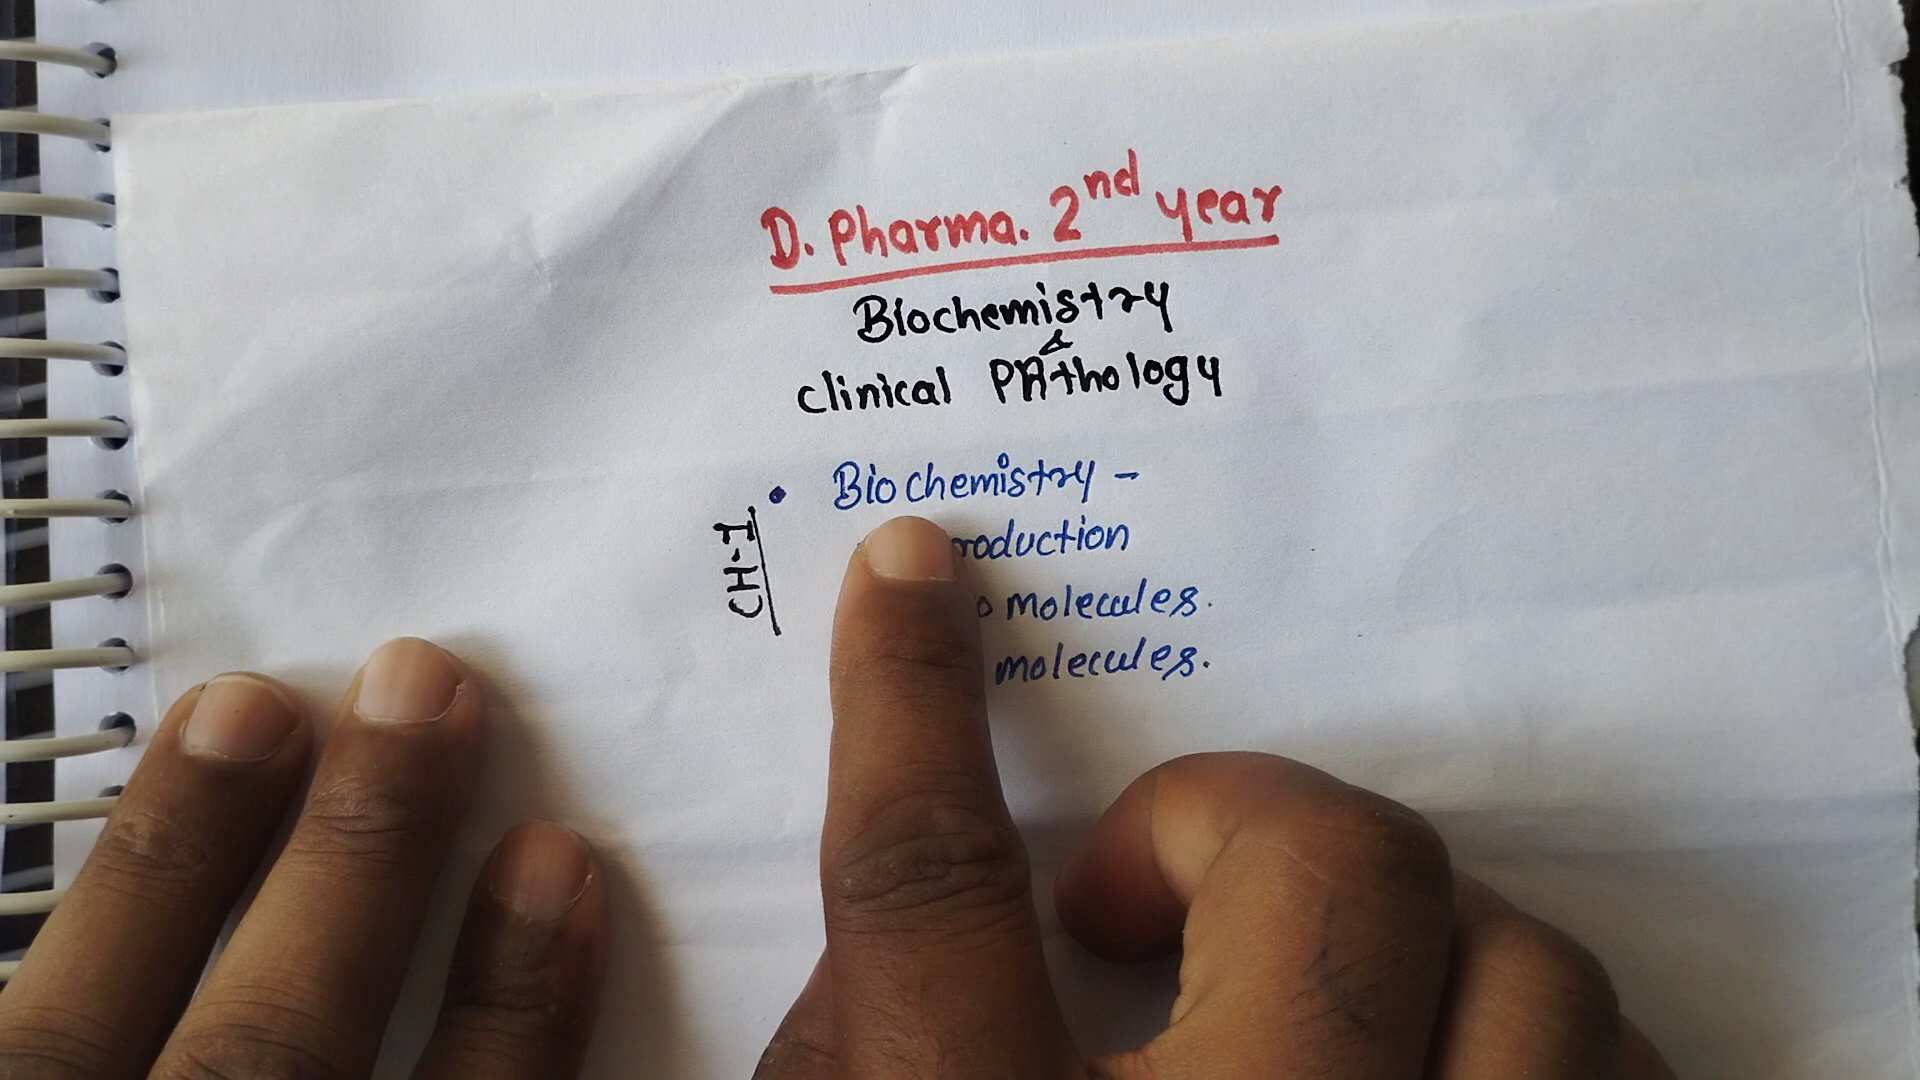 D. Pharma. 2nd year
Biochemistry
&
clinical PAthology
• Biochemistry -
CH-I
roduction
o molecules.
molecules.